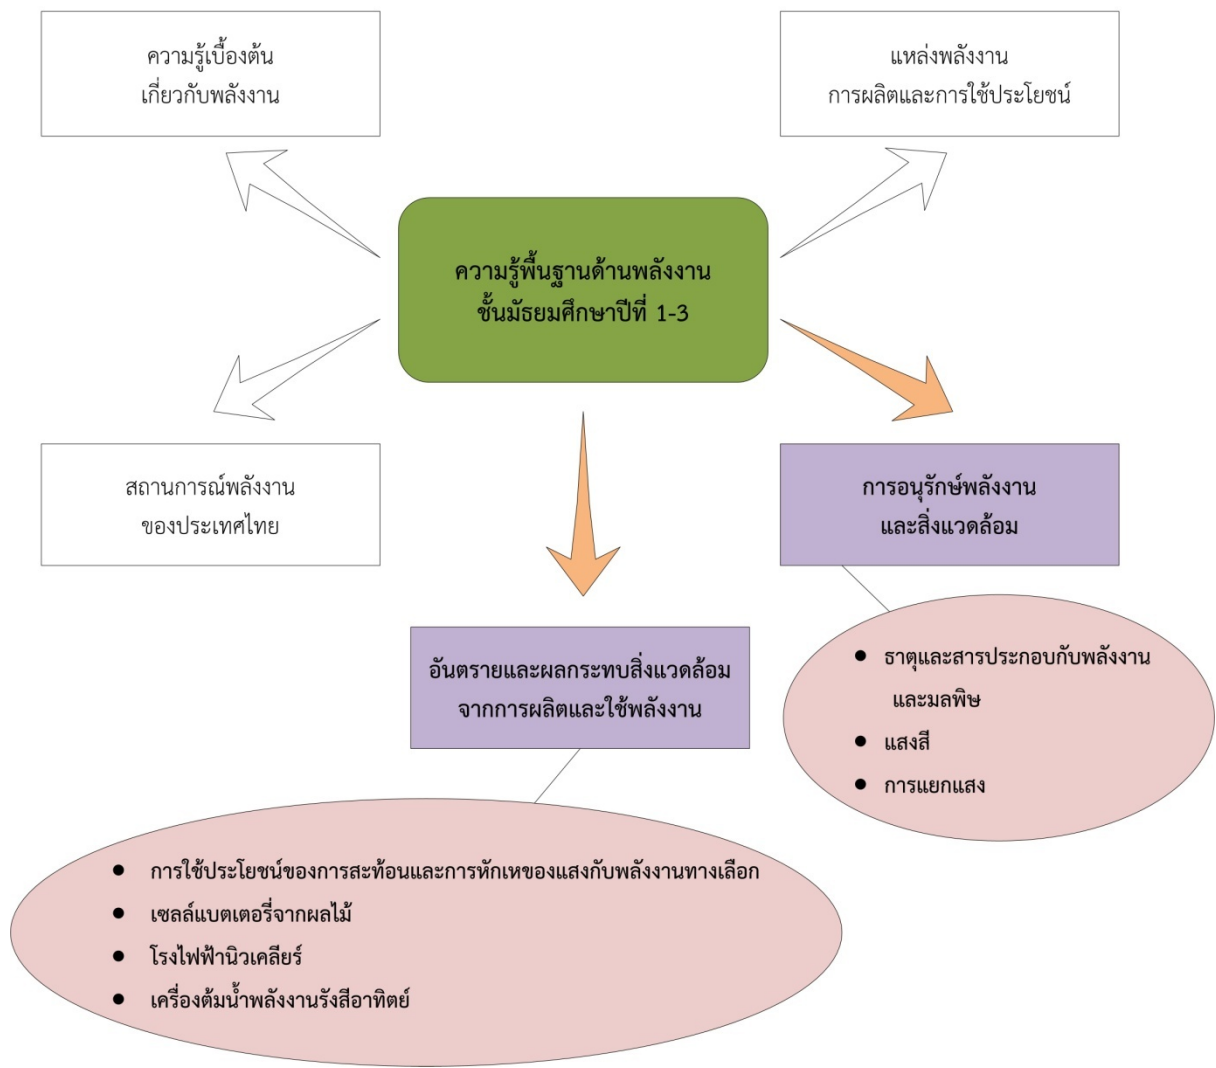 ความรู้เบื้องต้น
เกี่ยวกับพลังงาน
แหล่งพลังงาน
การผลิตและการใช้ประโยชน์
ความรู้พื้นฐานด้านพลังงาน
ชั้นมัธยมศึกษาปีที่ 1-3
สถานการณ์พลังงาน
ของประเทศไทย
การอนุรักษ์พลังงาน
และสิ่งแวดล้อม
อันตรายและผลกระทบสิ่งแวดล้อม
จากการผลิตและใช้พลังงาน
● ธาตุและสารประกอบกับพลังงาน
และมลพิษ
● แสงสี
● การแยกแสง
● การใช้ประโยชน์ของการสะท้อนและการหักเหของแสงกับพลังงานทางเลือก
● เซลล์แบตเตอรี่จากผลไม้
● โรงไฟฟ้านิวเคลียร์
● เครื่องต้มน้ำพลังงานรังสีอาทิตย์